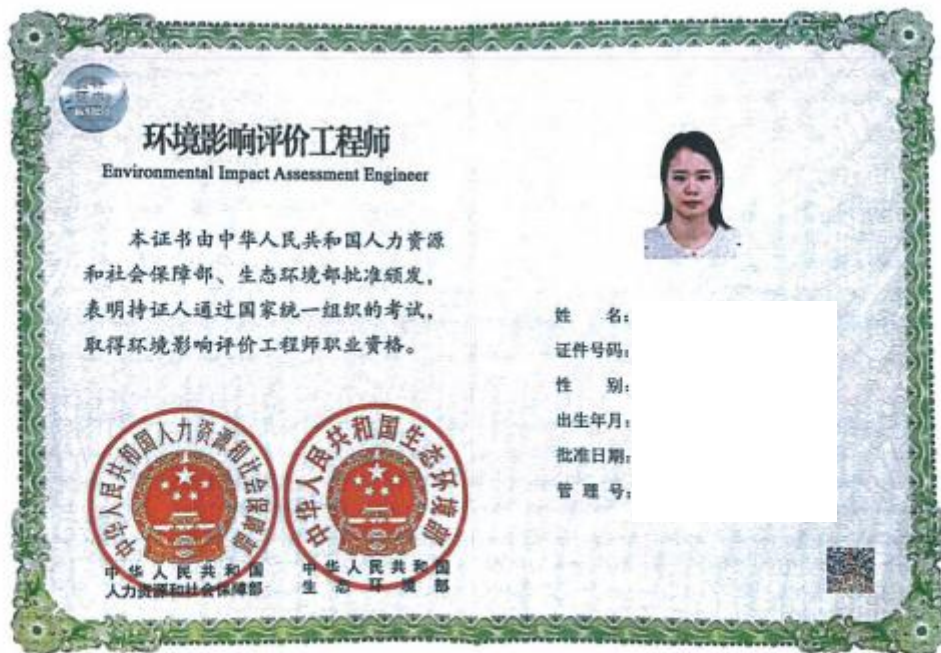 环境影响评价工程师
Environmental Impact Assessment Engineer
本证书由中华人民共和国人力资源
和社会保障部、生态环境部批准颁发，
表明持证人通过国家统一组织的考试，
取得环境影响评价工程师职业资格。
中华人民共和国人力资源和社会保障部
中华人民共和国生态环境部
中华人民共和国
人力资源和社会保障部
中华人民共和国
生态环境部
姓 名：
证件号码：
性 别：
出生年月：
批准日期：
管 理 号：